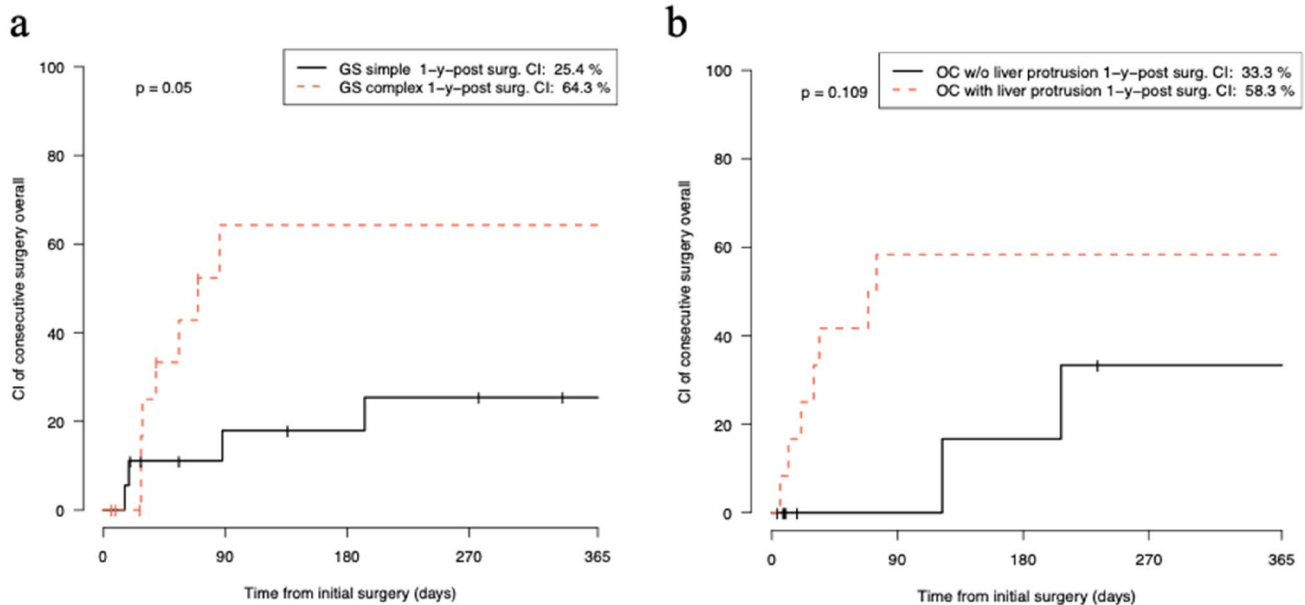 a
GS simple 1-y-post surg. CI: 25.4 %
GS complex 1-y-post surg. CI: 64.3 %
p = 0.05
100
80
60
40
20
0
CI of consecutive surgery overall
0 90 180 270 365
Time from initial surgery (days)
b
OC w/o liver protrusion 1-y-post surg. CI: 33.3 %
OC with liver protrusion 1-y-post surg. CI: 58.3 %
p = 0.109
100
80
60
40
20
0
CI of consecutive surgery overall
0 90 180 270 365
Time from initial surgery (days)